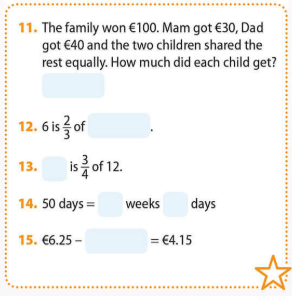 11. The family won €100. Mam got €30, Dad
got €40 and the two children shared the
rest equally. How much did each child get?
12. 6 is 2/3 of .
13. is 3/4 of 12.
14. 50 days = weeks days
15. €6.25 – = €4.15